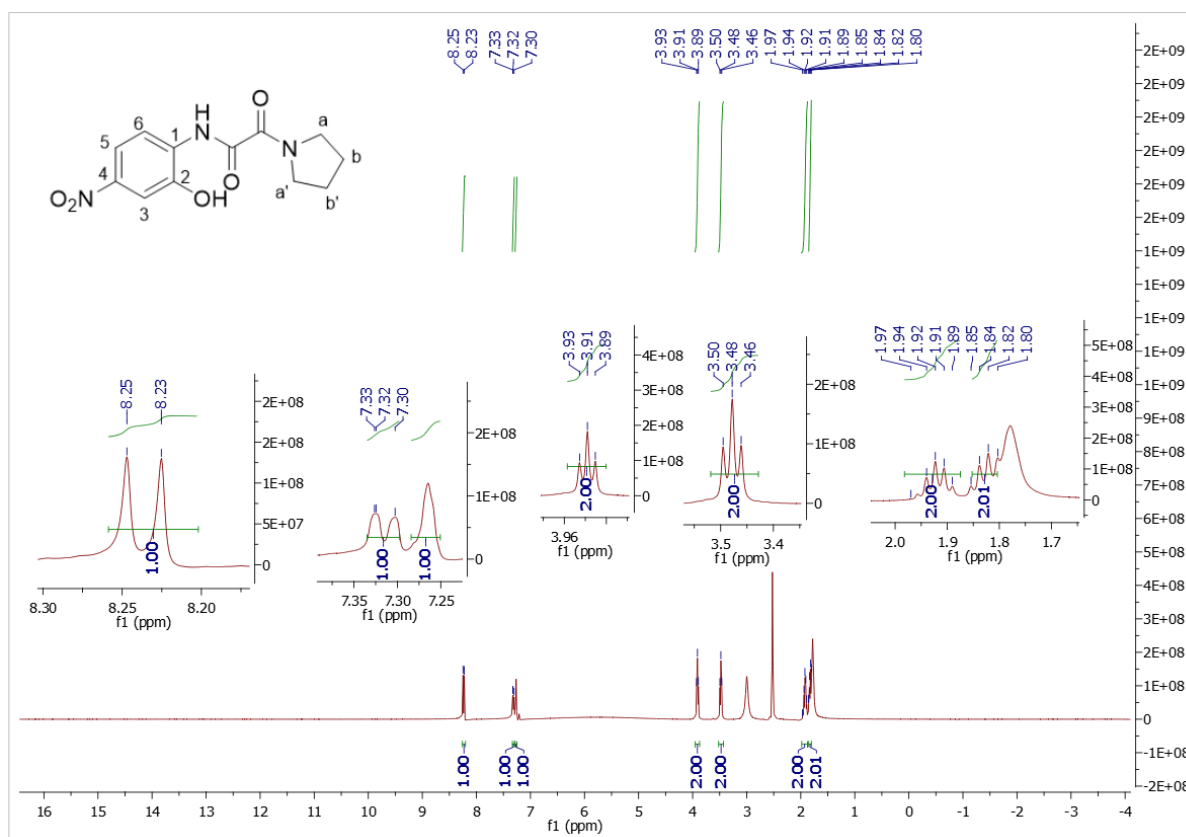 8.25
8.23
7.33
7.32
7.30
3.93
3.91
3.89
3.50
3.48
3.46
1.97
1.94
1.92
1.91
1.89
1.85
1.84
1.82
1.80
H
N
O
O
N
OH
O₂N
1
2
3
4
5
6
a
b
a'
b'
8.25
8.23
2E+08
2E+08
1E+08
5E+07
0
1.00
8.30 8.25 8.20
f1 (ppm)
7.33
7.32
7.30
2E+08
1E+08
0
1.00
1.00
7.35 7.30 7.25
f1 (ppm)
3.93
3.91
3.89
4E+08
3E+08
2E+08
1E+08
0
2.00
3.96
f1 (ppm)
3.50
3.48
3.46
2E+08
1E+08
0
2.00
3.5 3.4
f1 (ppm)
1.97
1.94
1.92
1.91
1.89
1.85
1.84
1.82
1.80
5E+08
4E+08
3E+08
2E+08
1E+08
0
2.00
2.01
2.0 1.9 1.8 1.7
f1 (ppm)
2E+09
2E+09
2E+09
2E+09
2E+09
2E+09
1E+09
1E+09
1E+09
1E+09
1E+09
9E+08
8E+08
7E+08
6E+08
5E+08
4E+08
3E+08
2E+08
1E+08
0
-1E+08
-2E+08
1.00
1.00
1.00
2.00
2.00
2.00
2.01
16 15 14 13 12 11 10 9 8 7 6 5 4 3 2 1 0 -1 -2 -3 -4
f1 (ppm)